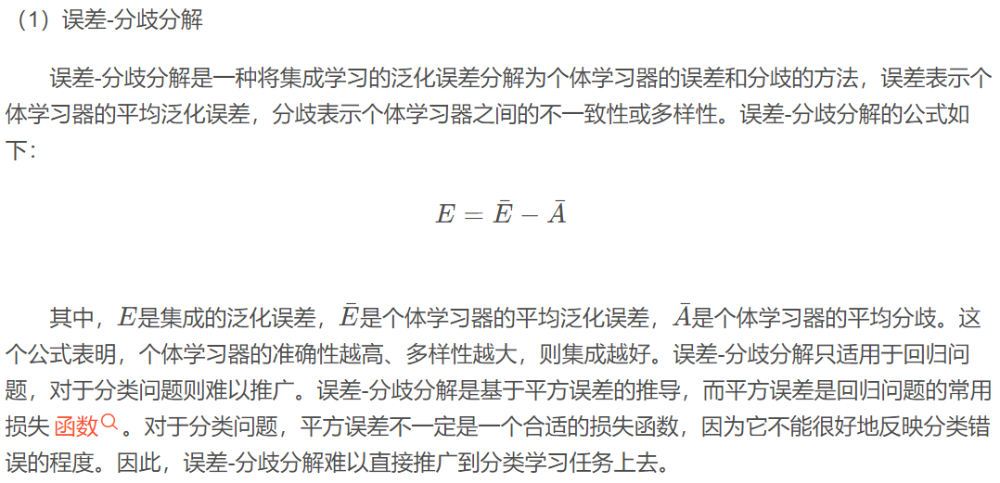 （1）误差-分歧分解
误差-分歧分解是一种将集成学习的泛化误差分解为个体学习器的误差和分歧的方法，误差表示个
体学习器的平均泛化误差，分歧表示个体学习器之间的不一致性或多样性。误差-分歧分解的公式如
下：
E = Ē − Ā
其中，E是集成的泛化误差，Ē是个体学习器的平均泛化误差，Ā是个体学习器的平均分歧。这
个公式表明，个体学习器的准确性越高、多样性越大，则集成越好。误差-分歧分解只适用于回归问
题，对于分类问题则难以推广。误差-分歧分解是基于平方误差的推导，而平方误差是回归问题的常用
损失函数。对于分类问题，平方误差不一定是一个合适的损失函数，因为它不能很好地反映分类错
误的程度。因此，误差-分歧分解难以直接推广到分类学习任务上去。